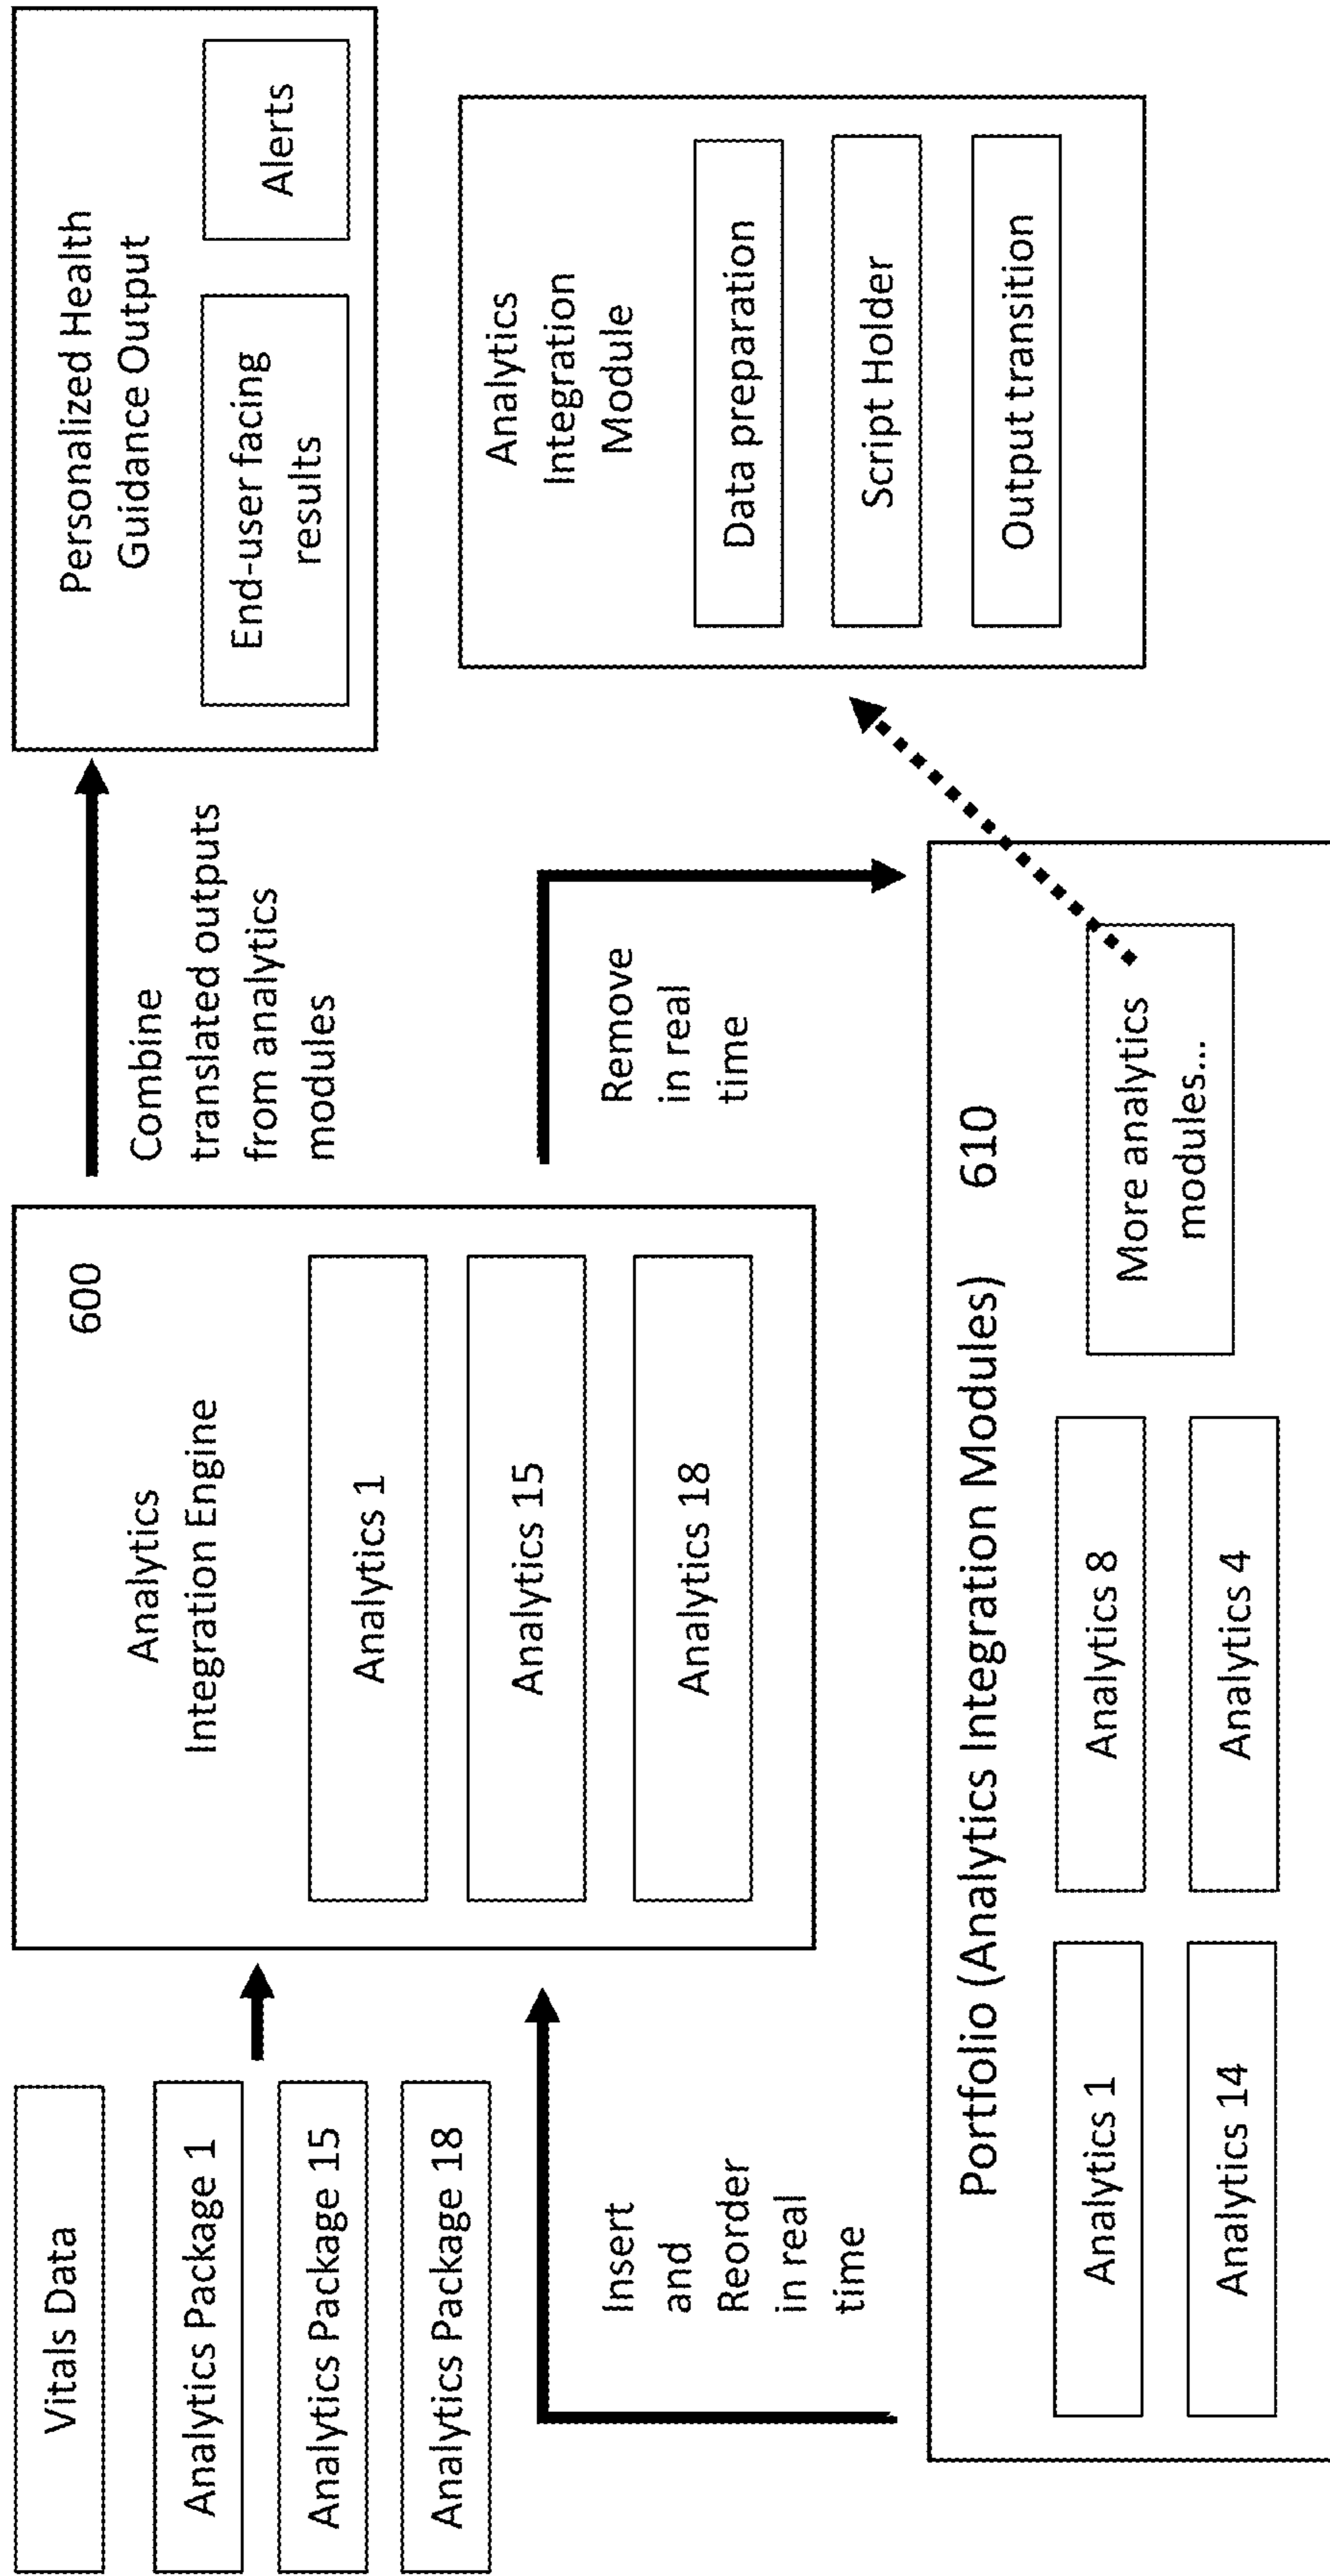 Vitals Data
Analytics Package 1
Analytics Package 15
Analytics Package 18
Analytics
Integration Engine
600
Analytics 1
Analytics 15
Analytics 18
Combine
translated outputs
from analytics
modules
Personalized Health
Guidance Output
End-user facing
results
Alerts
Insert
and
Reorder
in real
time
Remove
in real
time
Analytics
Integration
Module
Data preparation
Script Holder
Output transition
Portfolio (Analytics Integration Modules) 610
Analytics 1
Analytics 8
Analytics 14
Analytics 4
More analytics
modules...